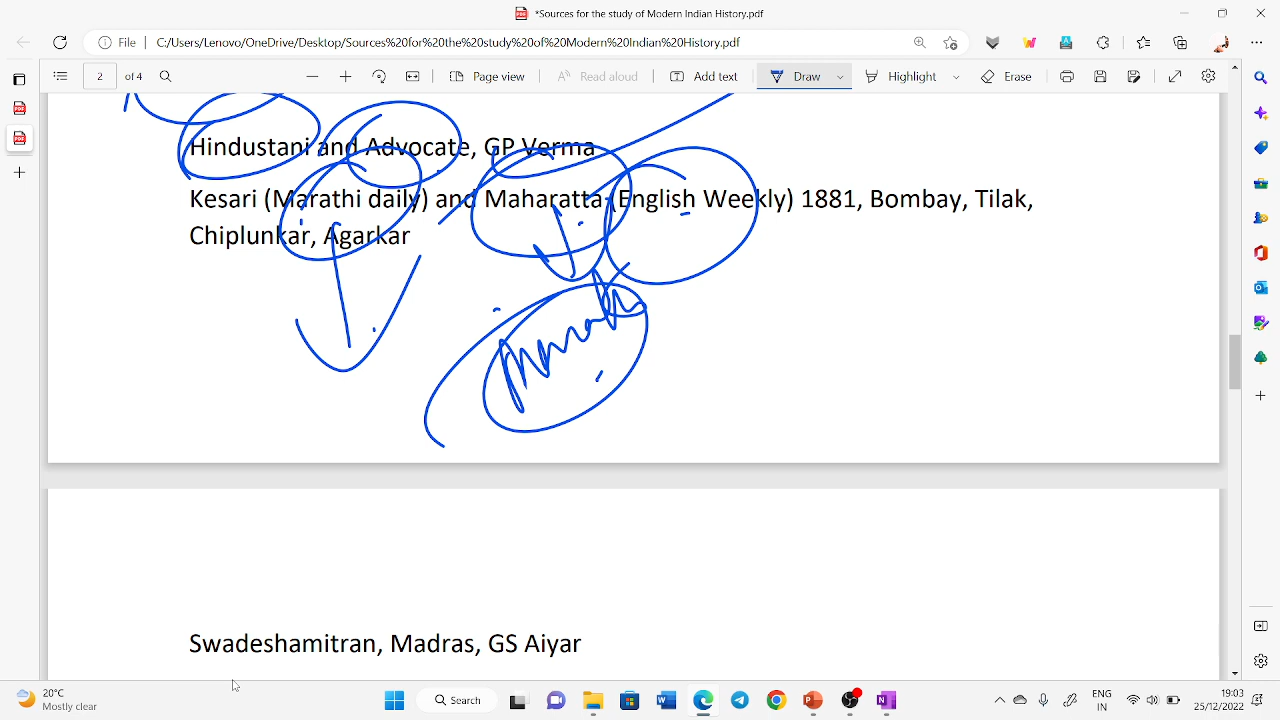 *Sources for the study of Modern Indian History.pdf
File | C:/Users/Lenovo/OneDrive/Desktop/Sources%20for%20the%20study%20of%20Modern%20Indian%20History.pdf
2 of 4 Page view Read aloud Add text Draw Highlight Erase
Hindustani and Advocate, GP Verma
Kesari (Marathi daily) and Maharatta (English Weekly) 1881, Bombay, Tilak,
Chiplunkar, Agarkar
Swadeshamitran, Madras, GS Aiyar
20°C
Mostly clear
Search
ENG
IN
19:03
25/12/2022